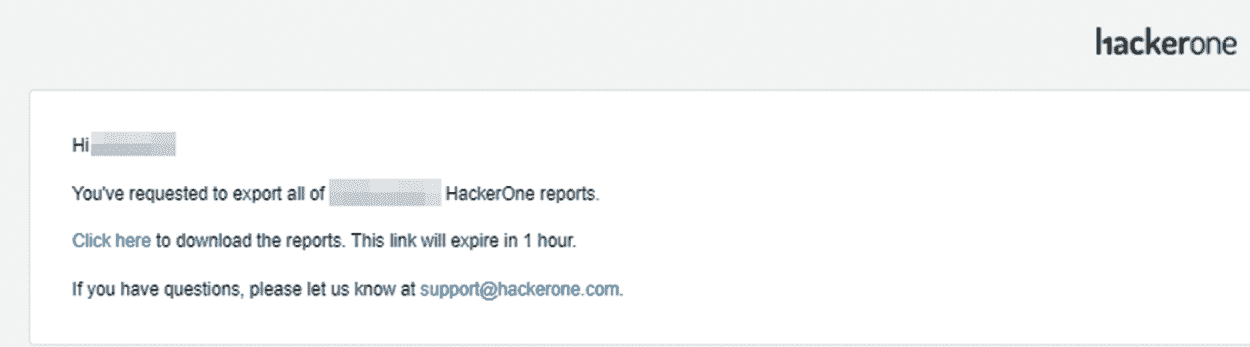 hackerone
Hi
You've requested to export all of HackerOne reports.
Click here to download the reports. This link will expire in 1 hour.
If you have questions, please let us know at support@hackerone.com.